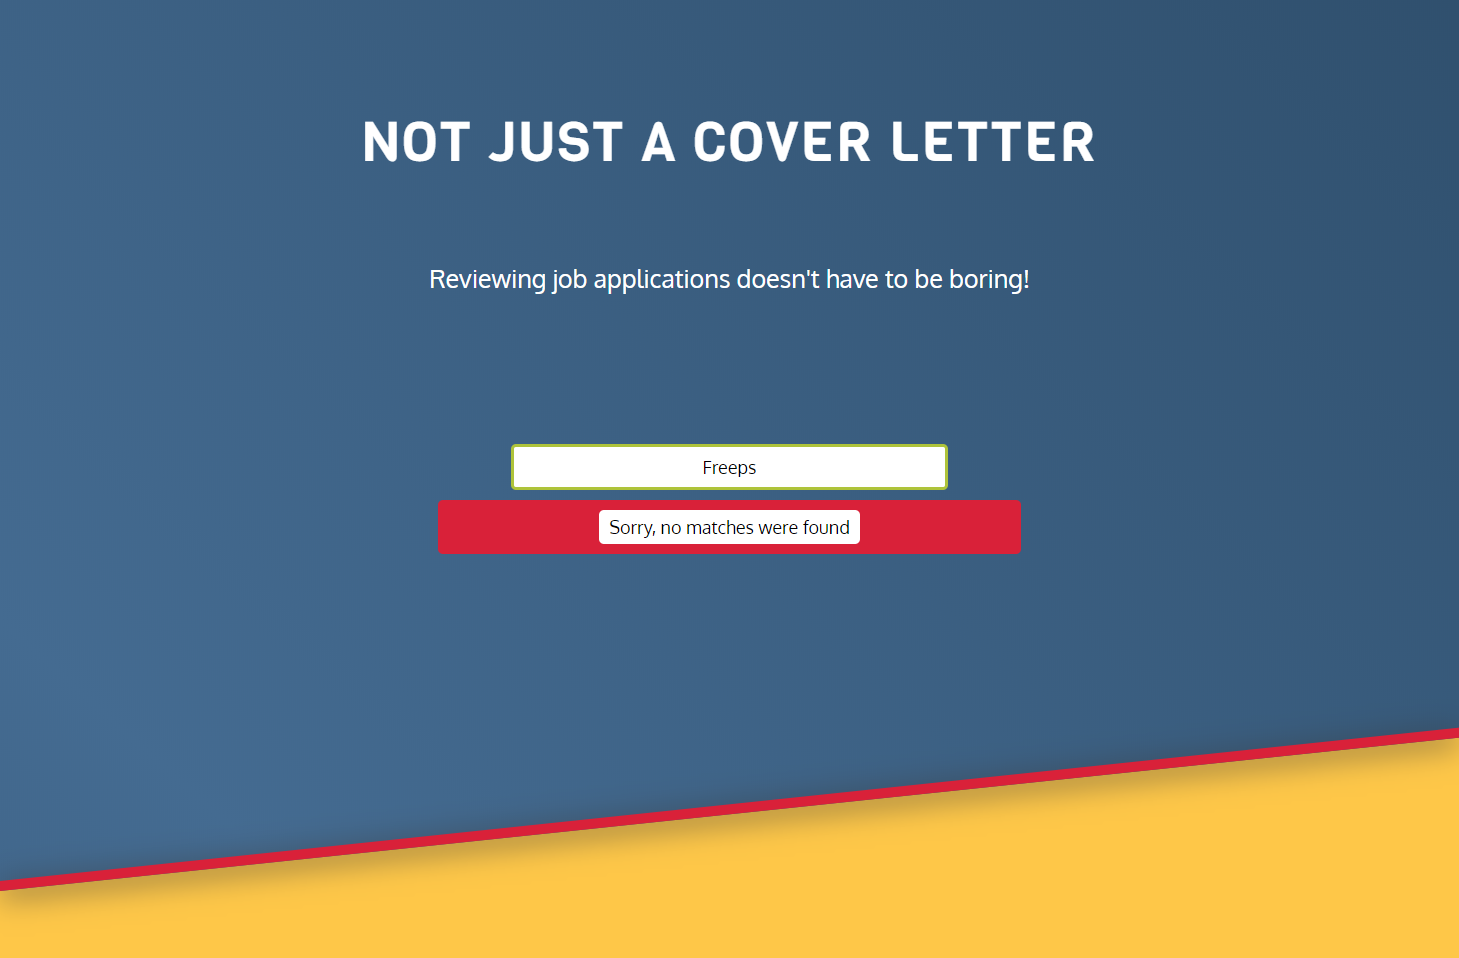 NOT JUST A COVER LETTER
Reviewing job applications doesn't have to be boring!
Freeps
Sorry, no matches were found